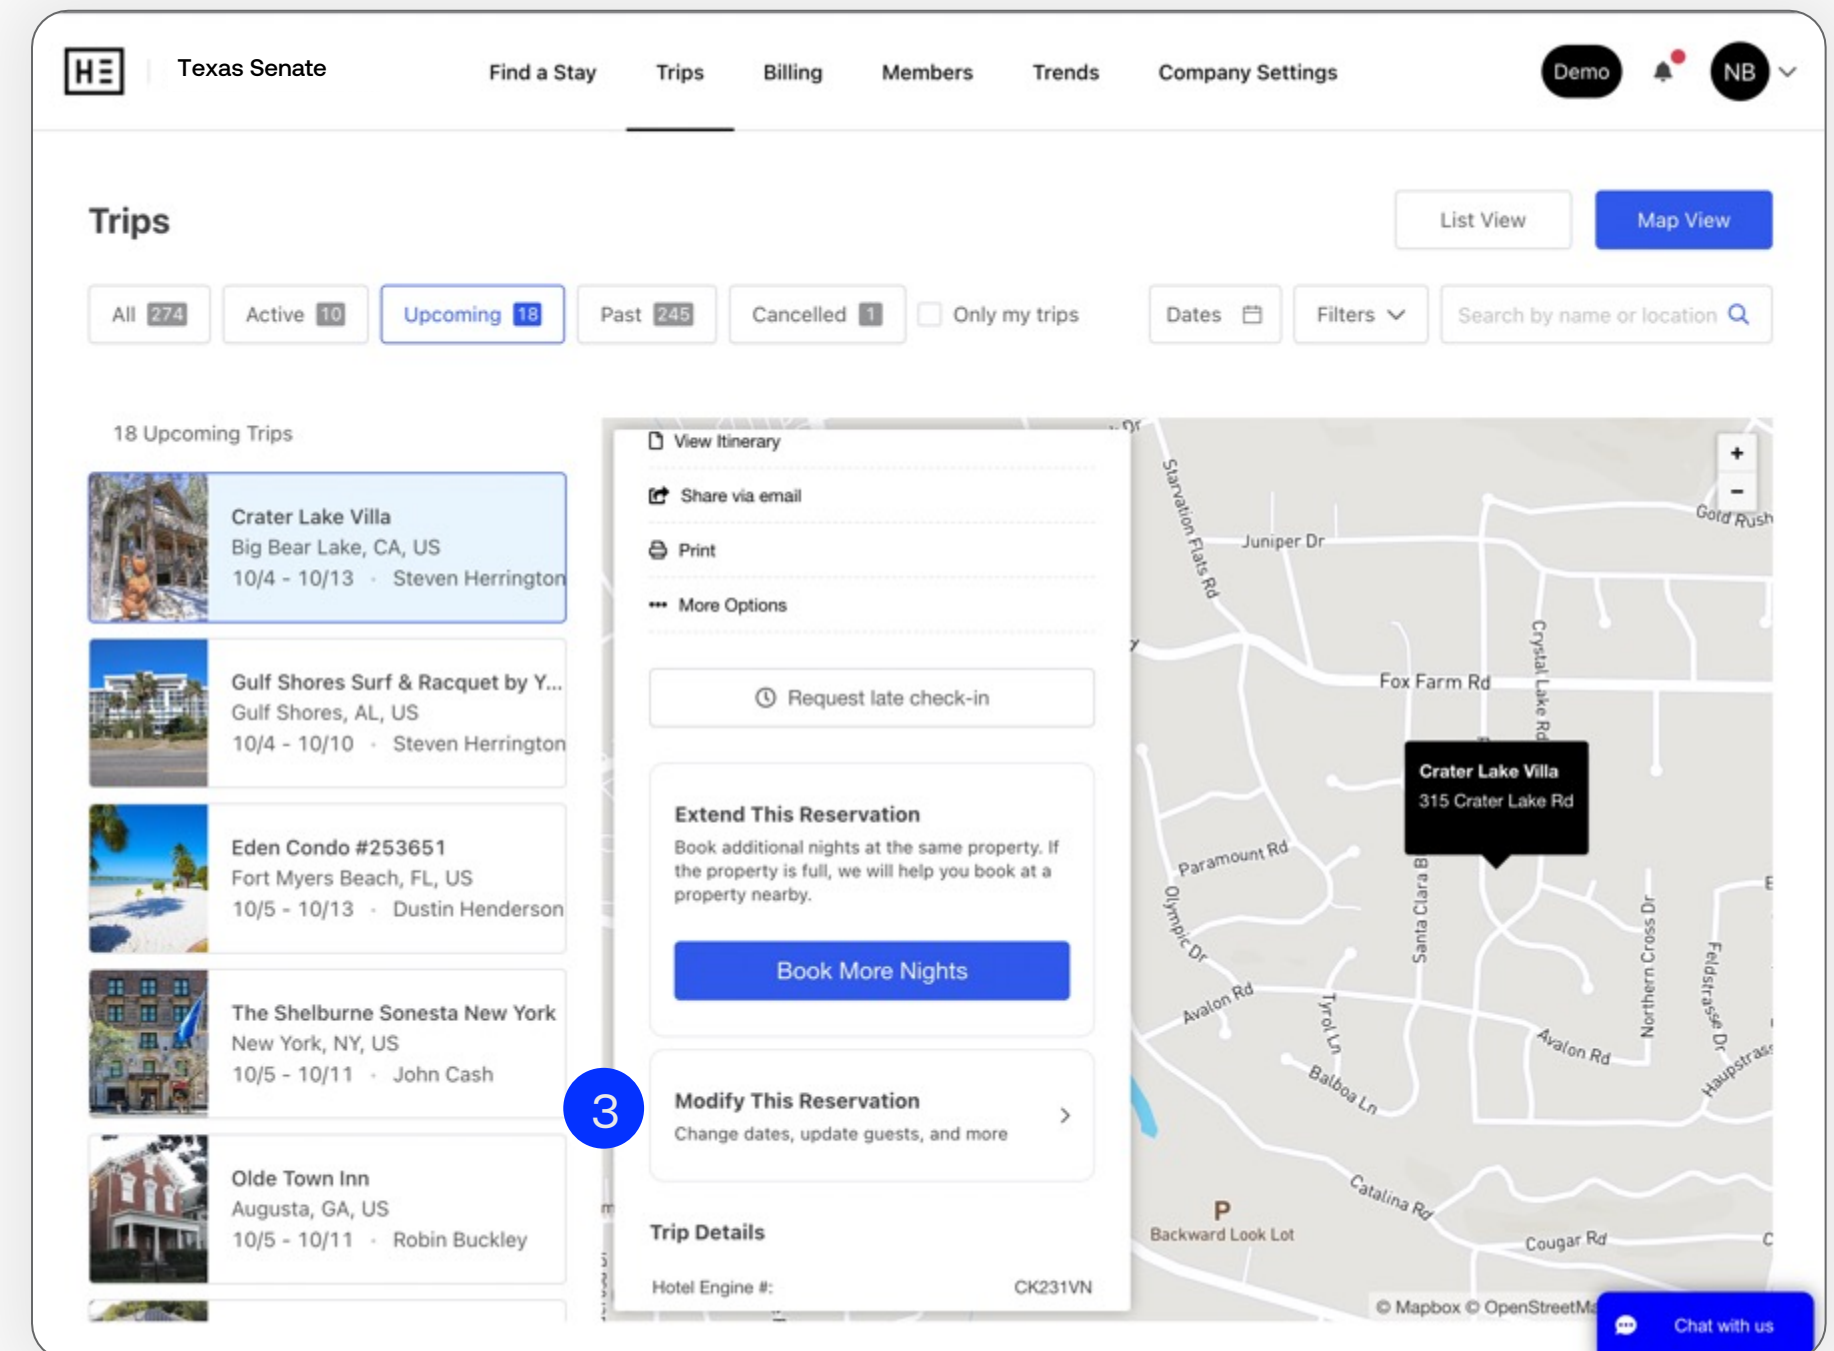 HE
Texas Senate
Find a Stay
Trips
Billing
Members
Trends
Company Settings
Demo
NB
Trips
List View
Map View
All 274
Active 10
Upcoming 18
Past 245
Cancelled 1
Only my trips
Dates
Filters
Search by name or location
18 Upcoming Trips
Crater Lake Villa
Big Bear Lake, CA, US
10/4 - 10/13 · Steven Herrington
Gulf Shores Surf & Racquet by Y...
Gulf Shores, AL, US
10/4 - 10/10 · Steven Herrington
Eden Condo #253651
Fort Myers Beach, FL, US
10/5 - 10/13 · Dustin Henderson
The Shelburne Sonesta New York
New York, NY, US
10/5 - 10/11 · John Cash
Olde Town Inn
Augusta, GA, US
10/5 - 10/11 · Robin Buckley
View Itinerary
Share via email
Print
More Options
Request late check-in
Extend This Reservation
Book additional nights at the same property. If
the property is full, we will help you book at a
property nearby.
Book More Nights
3
Modify This Reservation
Change dates, update guests, and more
Trip Details
Hotel Engine #:
CK231VN
Dr
Starvation Flats Rd
Juniper Dr
Gold Rush
+
-
Crystal Lake Rd
Fox Farm Rd
Crater Lake Villa
315 Crater Lake Rd
Paramount Rd
Olympic Dr
Santa Clara B
Avalon Rd
Tyrol Ln
Balboa Ln
Northern Cross Dr
Feldstrasse Dr
Avalon Rd
Haupstrass
Catalina Rd
P
Backward Look Lot
Cougar Rd
© Mapbox © OpenStreetMa
Chat with us